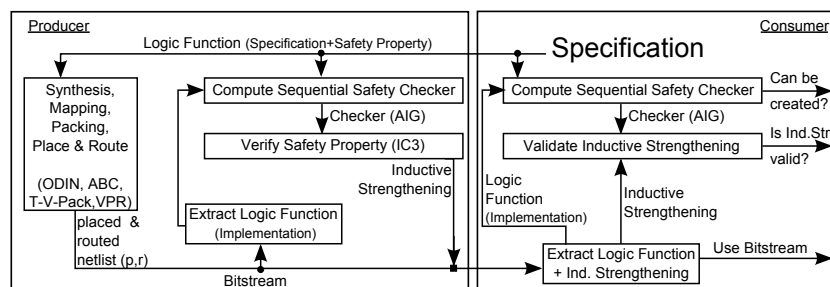 Producer
Consumer
Logic Function (Specification+Safety Property)
Specification
Synthesis,
Mapping,
Packing,
Place & Route
(ODIN, ABC,
T-V-Pack,VPR)
Compute Sequential Safety Checker
Checker (AIG)
Verify Safety Property (IC3)
Inductive
Strengthening
Extract Logic Function
(Implementation)
placed &
routed
netlist (p,r)
Bitstream
Compute Sequential Safety Checker
Can be
created?
Checker (AIG)
Is Ind.Str
valid?
Validate Inductive Strengthening
Logic
Function
(Implementation)
Inductive
Strengthening
Extract Logic Function
+ Ind. Strengthening
Use Bitstream